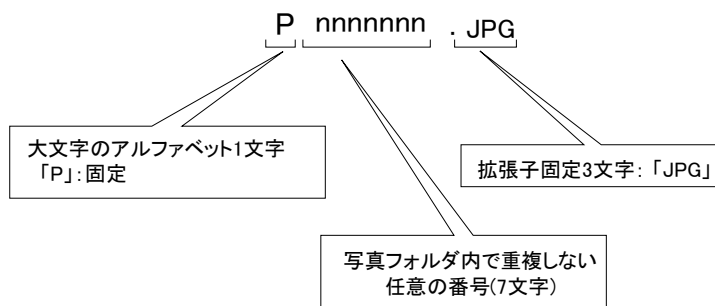 P nnnnnnn . JPG
大文字のアルファベット1文字
「P」:固定
拡張子固定3文字:「JPG」
写真フォルダ内で重複しない
任意の番号(7文字)